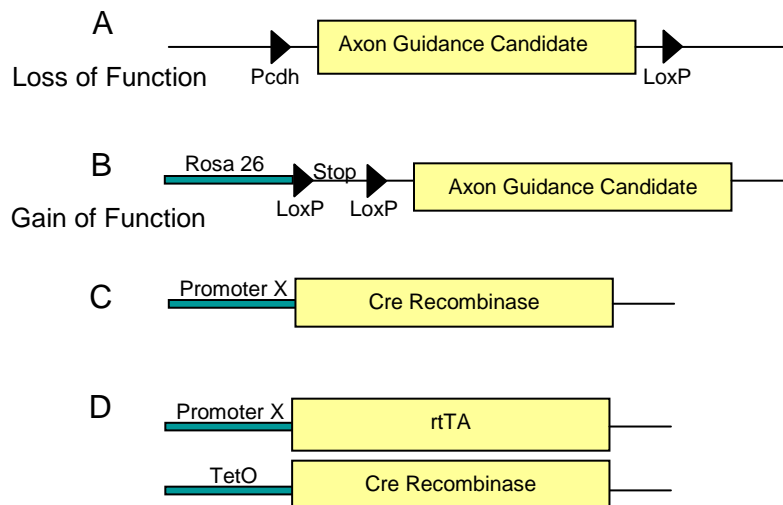 A
Axon Guidance Candidate
Loss of Function
Pcdh
LoxP
B
Rosa 26
Stop
Axon Guidance Candidate
LoxP
LoxP
Gain of Function
C
Promoter X
Cre Recombinase
D
Promoter X
rtTA
TetO
Cre Recombinase